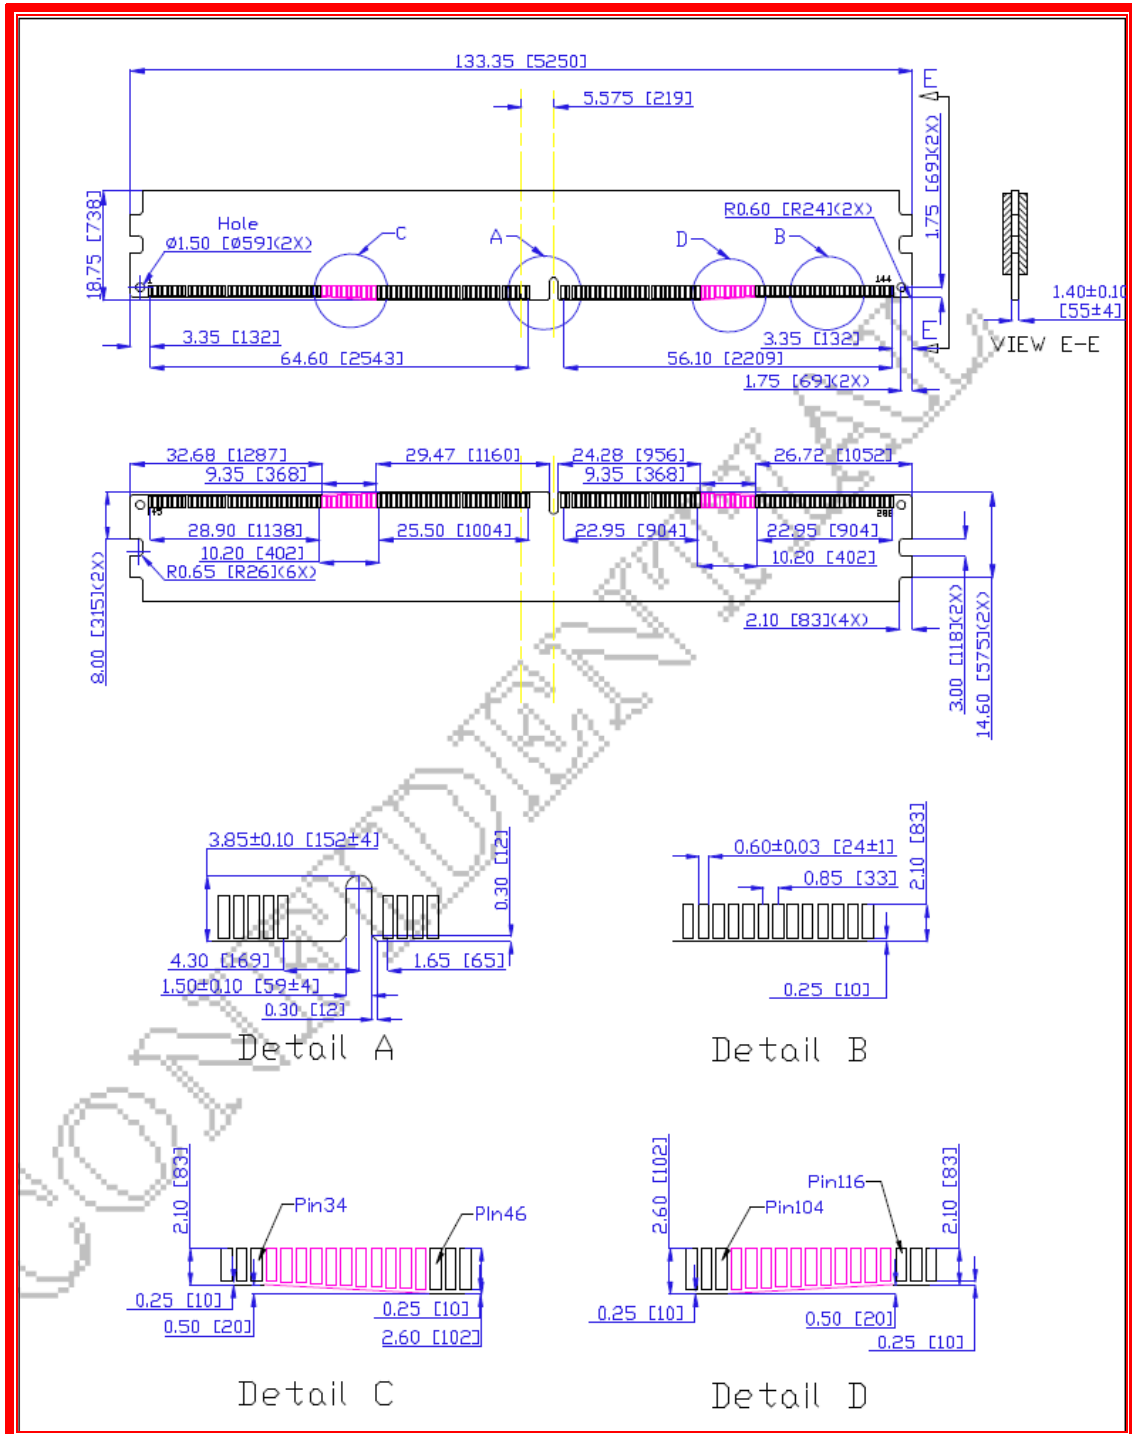 133.35 [5250]
5.575 [219]
E
1.75 [69](2X)
18.75 [738]
Hole
Ø1.50 [Ø59](2X)
C
A
D
B
R0.60 [R24](2X)
1
144
1.40±0.10
[55±4]
3.35 [132]
3.35 [132]
E
VIEW E-E
64.60 [2543]
56.10 [2209]
1.75 [69](2X)
32.68 [1287]
29.47 [1160]
24.28 [956]
26.72 [1052]
9.35 [368]
9.35 [368]
145
288
28.90 [1138]
25.50 [1004]
22.95 [904]
22.95 [904]
10.20 [402]
10.20 [402]
R0.65 [R26](6X)
8.00 [315](2X)
2.10 [83](4X)
3.00 [118](2X)
14.60 [575](2X)
3.85±0.10 [152±4]
0.30 [12]
0.60±0.03 [24±1]
2.10 [83]
0.85 [33]
4.30 [169]
1.65 [65]
1.50±0.10 [59±4]
0.30 [12]
0.25 [10]
Detail A
Detail B
2.10 [83]
Pin34
PIn46
2.60 [102]
Pin116
Pin104
2.10 [83]
0.25 [10]
0.25 [10]
0.50 [20]
2.60 [102]
0.25 [10]
0.50 [20]
0.25 [10]
Detail C
Detail D
CONFIDENTIAL